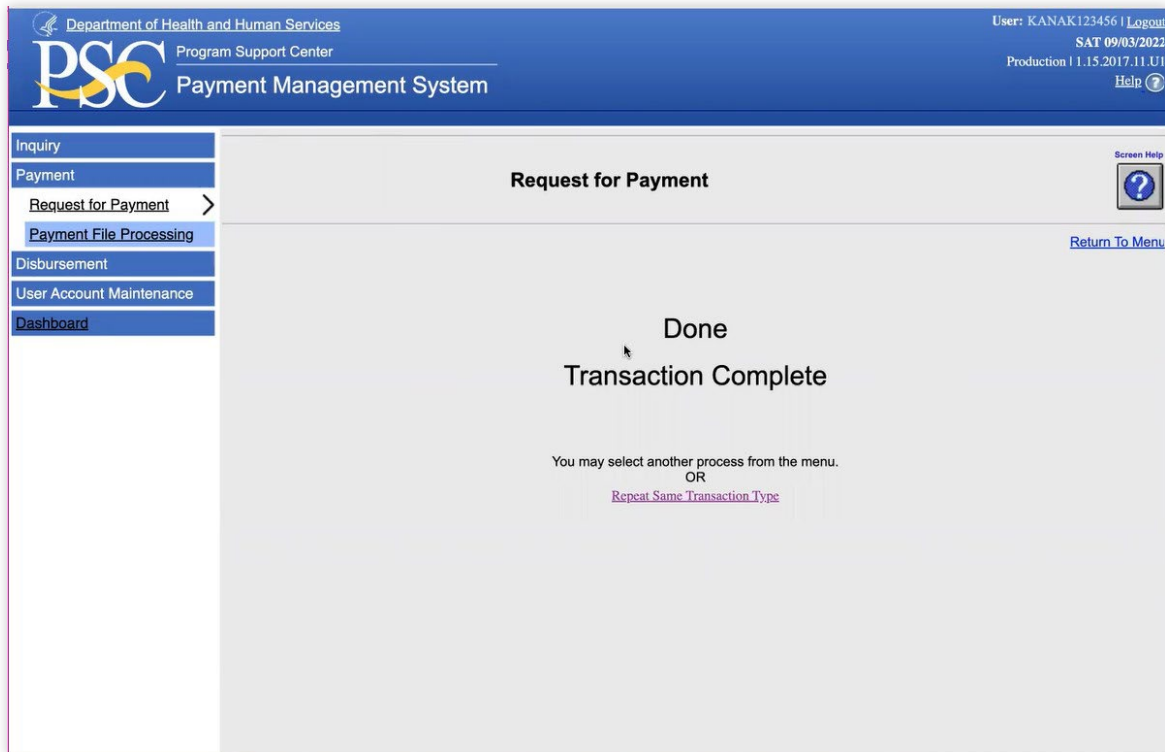 Department of Health and Human Services
User: KANAK123456 | Logout
SAT 09/03/2022
PSC
Program Support Center
Production | 1.15.2017.11.U1
Payment Management System
Help ?
Inquiry
Payment
Request for Payment
Payment File Processing
Disbursement
User Account Maintenance
Dashboard
Request for Payment
Screen Help
?
Return To Menu
Done
Transaction Complete
You may select another process from the menu.
OR
Repeat Same Transaction Type